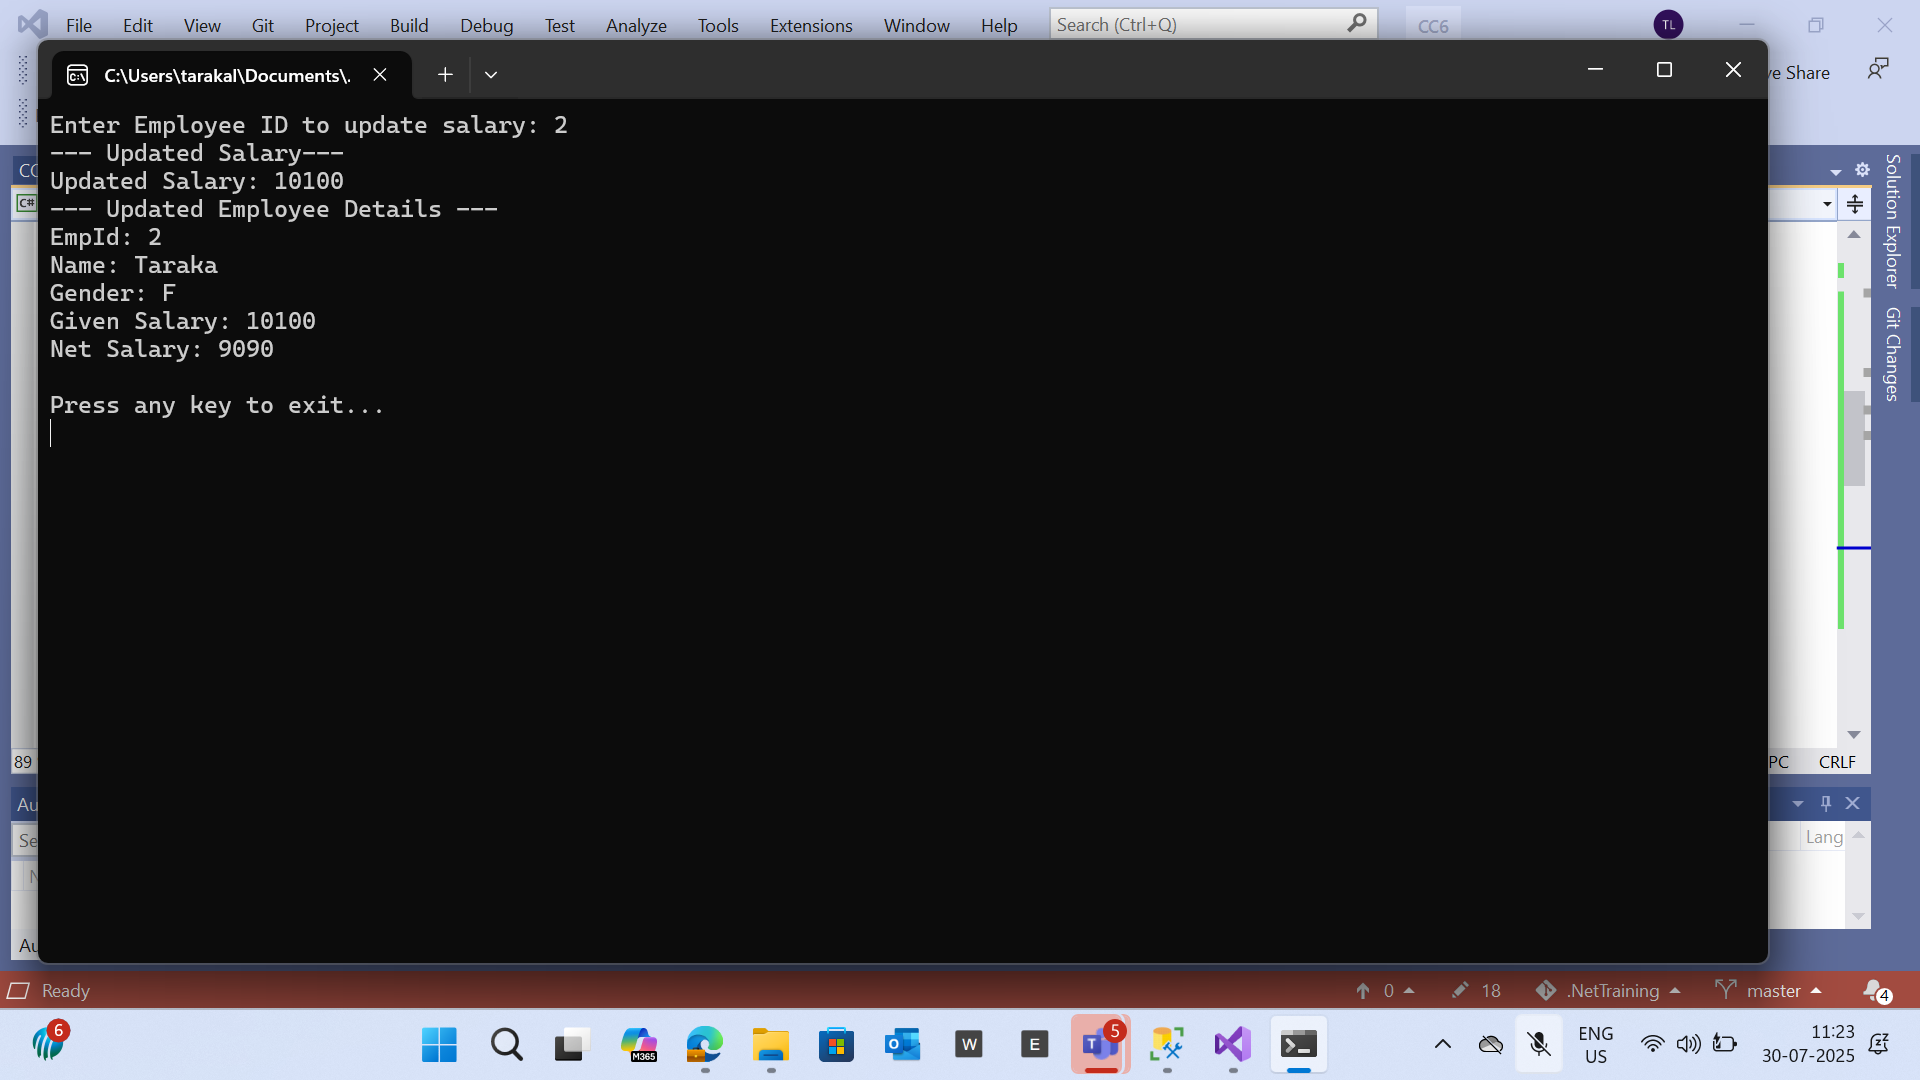 File Edit View Git Project Build Debug Test Analyze Tools Extensions Window Help Search (Ctrl+Q) CC6 TL
C:\Users\tarakal\Documents\.
Share
Enter Employee ID to update salary: 2
--- Updated Salary---
Updated Salary: 10100
--- Updated Employee Details ---
EmpId: 2
Name: Taraka
Gender: F
Given Salary: 10100
Net Salary: 9090
Press any key to exit...
C#
Solution Explorer
Git Changes
89
CRLF
Lang
Ready
0 18 .NetTraining master 4
6
M365
O
W
E
T
5
ENG
US
11:23
30-07-2025